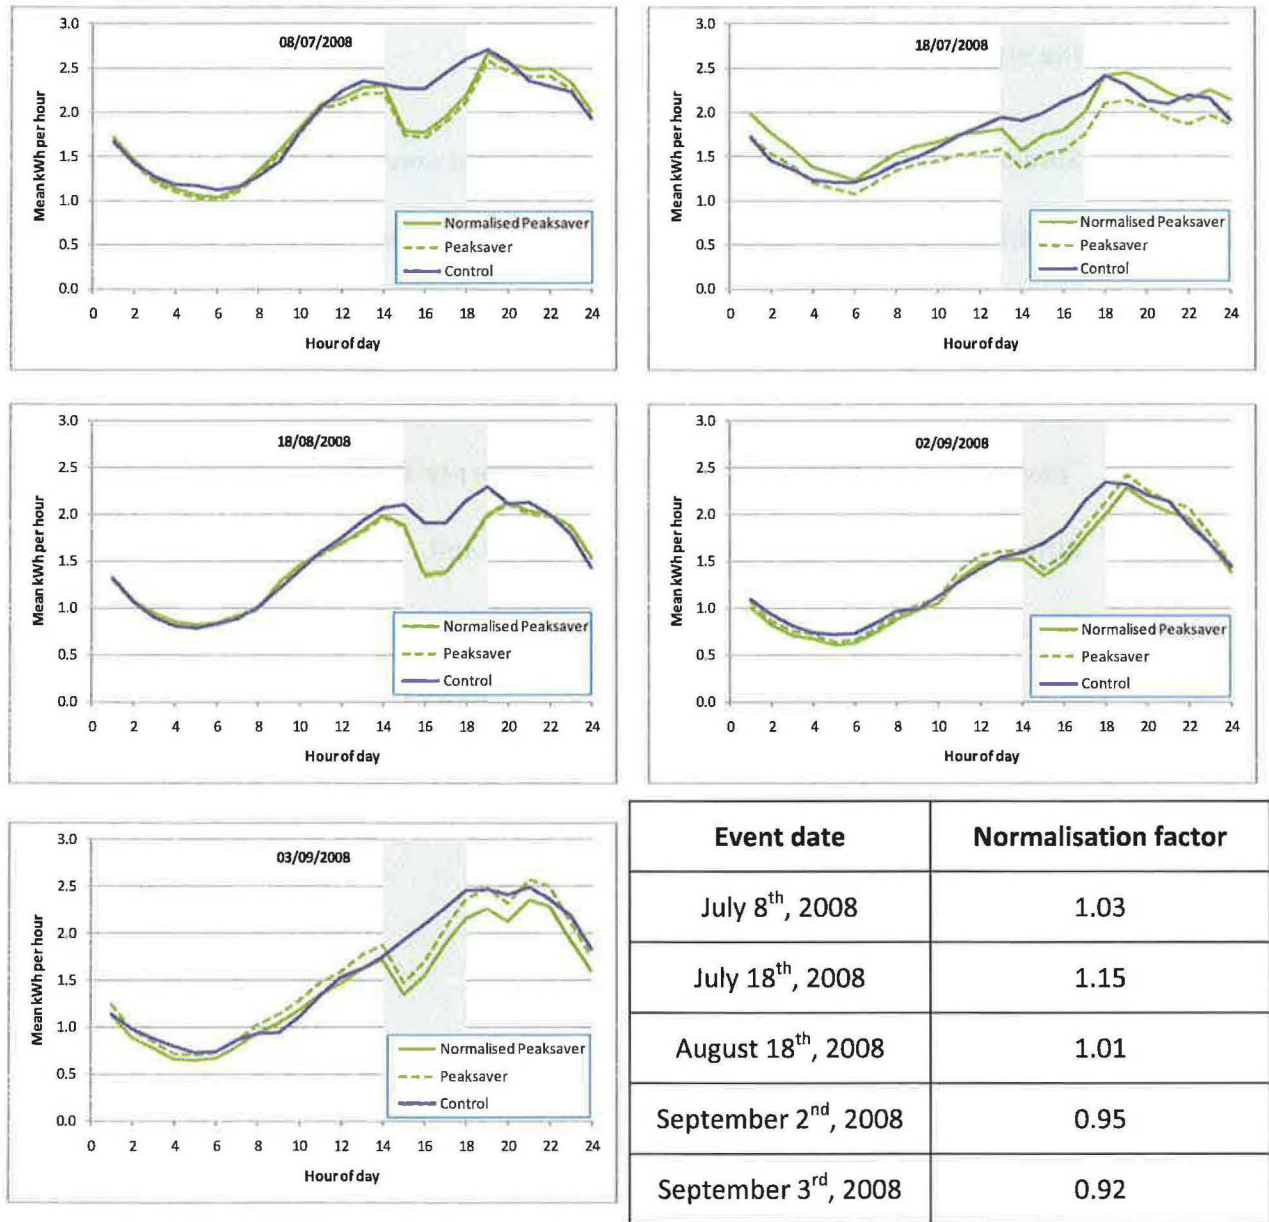 08/07/2008
Mean kWh per hour
3.0
2.5
2.0
1.5
1.0
0.5
0.0
Normalised Peaksaver
Peaksaver
Control
0 2 4 6 8 10 12 14 16 18 20 22 24
Hour of day
18/07/2008
Mean kWh per hour
3.0
2.5
2.0
1.5
1.0
0.5
0.0
Normalised Peaksaver
Peaksaver
Control
0 2 4 6 8 10 12 14 16 18 20 22 24
Hour of day
18/08/2008
Mean kWh per hour
3.0
2.5
2.0
1.5
1.0
0.5
0.0
Normalised Peaksaver
Peaksaver
Control
0 2 4 6 8 10 12 14 16 18 20 22 24
Hour of day
02/09/2008
Mean kWh per hour
3.0
2.5
2.0
1.5
1.0
0.5
0.0
Normalised Peaksaver
Peaksaver
Control
0 2 4 6 8 10 12 14 16 18 20 22 24
Hour of day
03/09/2008
Mean kWh per hour
3.0
2.5
2.0
1.5
1.0
0.5
0.0
Normalised Peaksaver
Peaksaver
Control
0 2 4 6 8 10 12 14 16 18 20 22 24
Hour of day
Event date Normalisation factor
July 8th, 2008 1.03
July 18th, 2008 1.15
August 18th, 2008 1.01
September 2nd, 2008 0.95
September 3rd, 2008 0.92